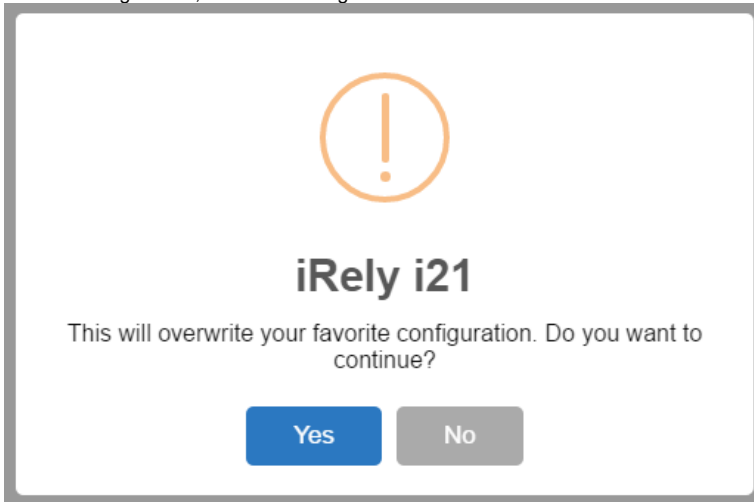 iRely i21
This will overwrite your favorite configuration. Do you want to
continue?
Yes
No